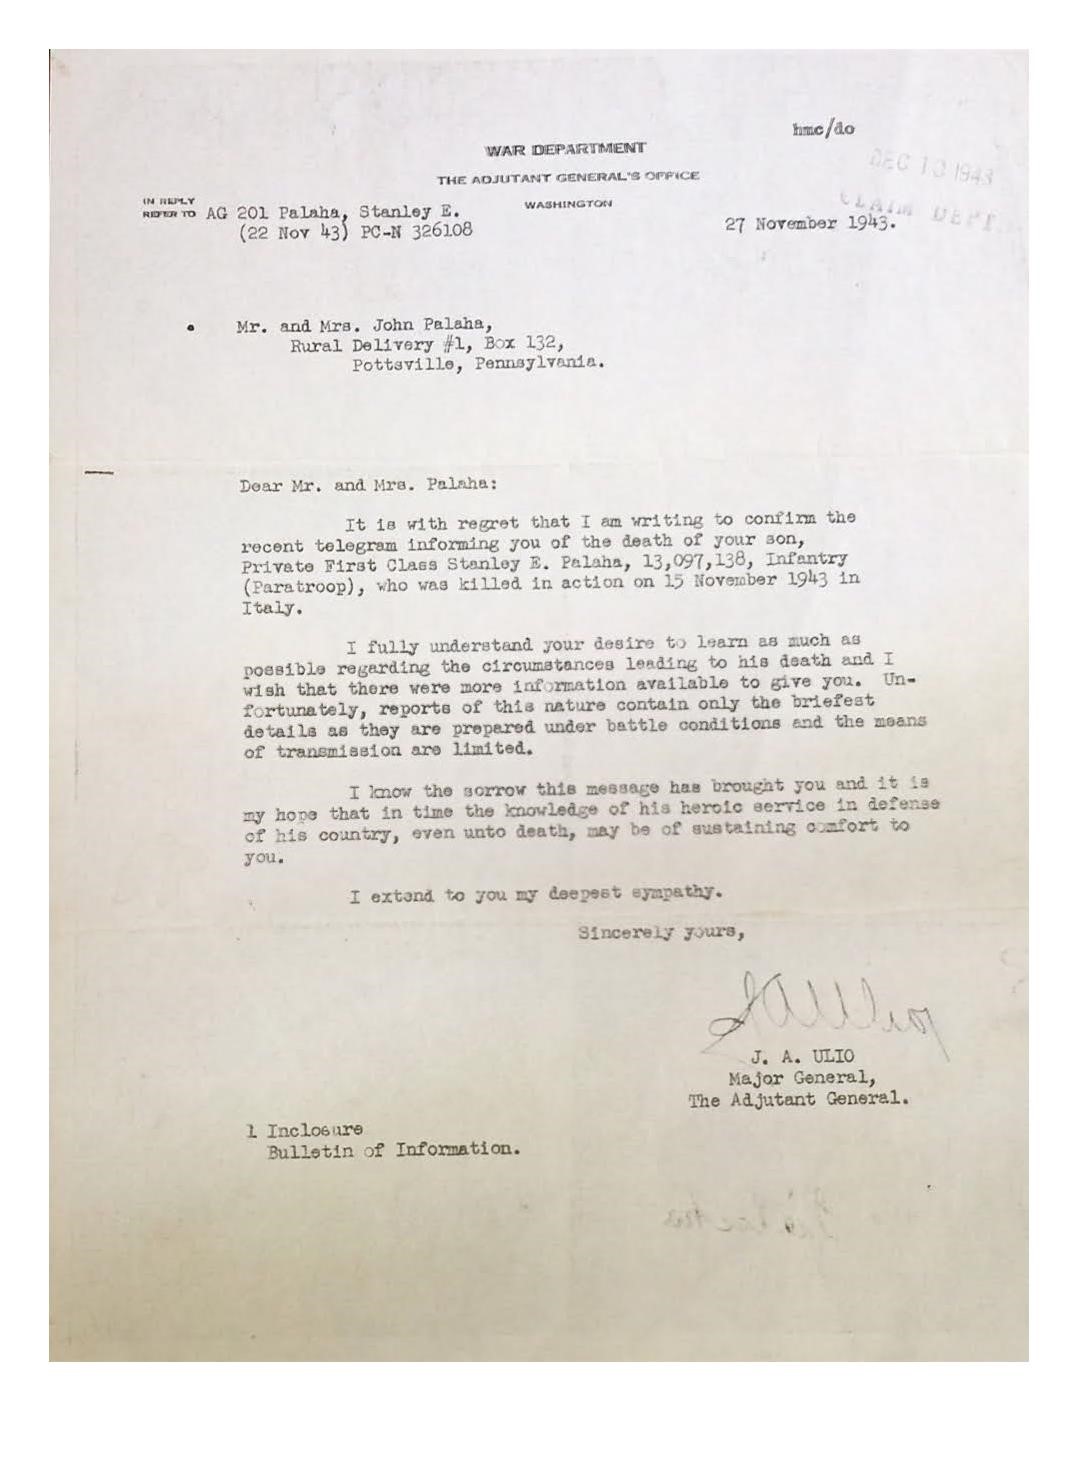 hmc/do
WAR DEPARTMENT
THE ADJUTANT GENERAL'S OFFICE
WASHINGTON
DEC 10 1943
CLAIM DEPT.
IN REPLY
REFER TO AG 201 Palaha, Stanley E.
(22 Nov 43) PC-N 326108
27 November 1943.
Mr. and Mrs. John Palaha,
Rural Delivery #1, Box 132,
Pottsville, Pennsylvania.
Dear Mr. and Mrs. Palaha:
It is with regret that I am writing to confirm the
recent telegram informing you of the death of your son,
Private First Class Stanley E. Palaha, 13,097,138, Infantry
(Paratroop), who was killed in action on 15 November 1943 in
Italy.
I fully understand your desire to learn as much as
possible regarding the circumstances leading to his death and I
wish that there were more information available to give you. Un-
fortunately, reports of this nature contain only the briefest
details as they are prepared under battle conditions and the means
of transmission are limited.
I know the sorrow this message has brought you and it is
my hope that in time the knowledge of his heroic service in defense
of his country, even unto death, may be of sustaining comfort to
you.
I extend to you my deepest sympathy.
Sincerely yours,
J. A. ULIO
Major General,
The Adjutant General.
1 Inclosure
Bulletin of Information.